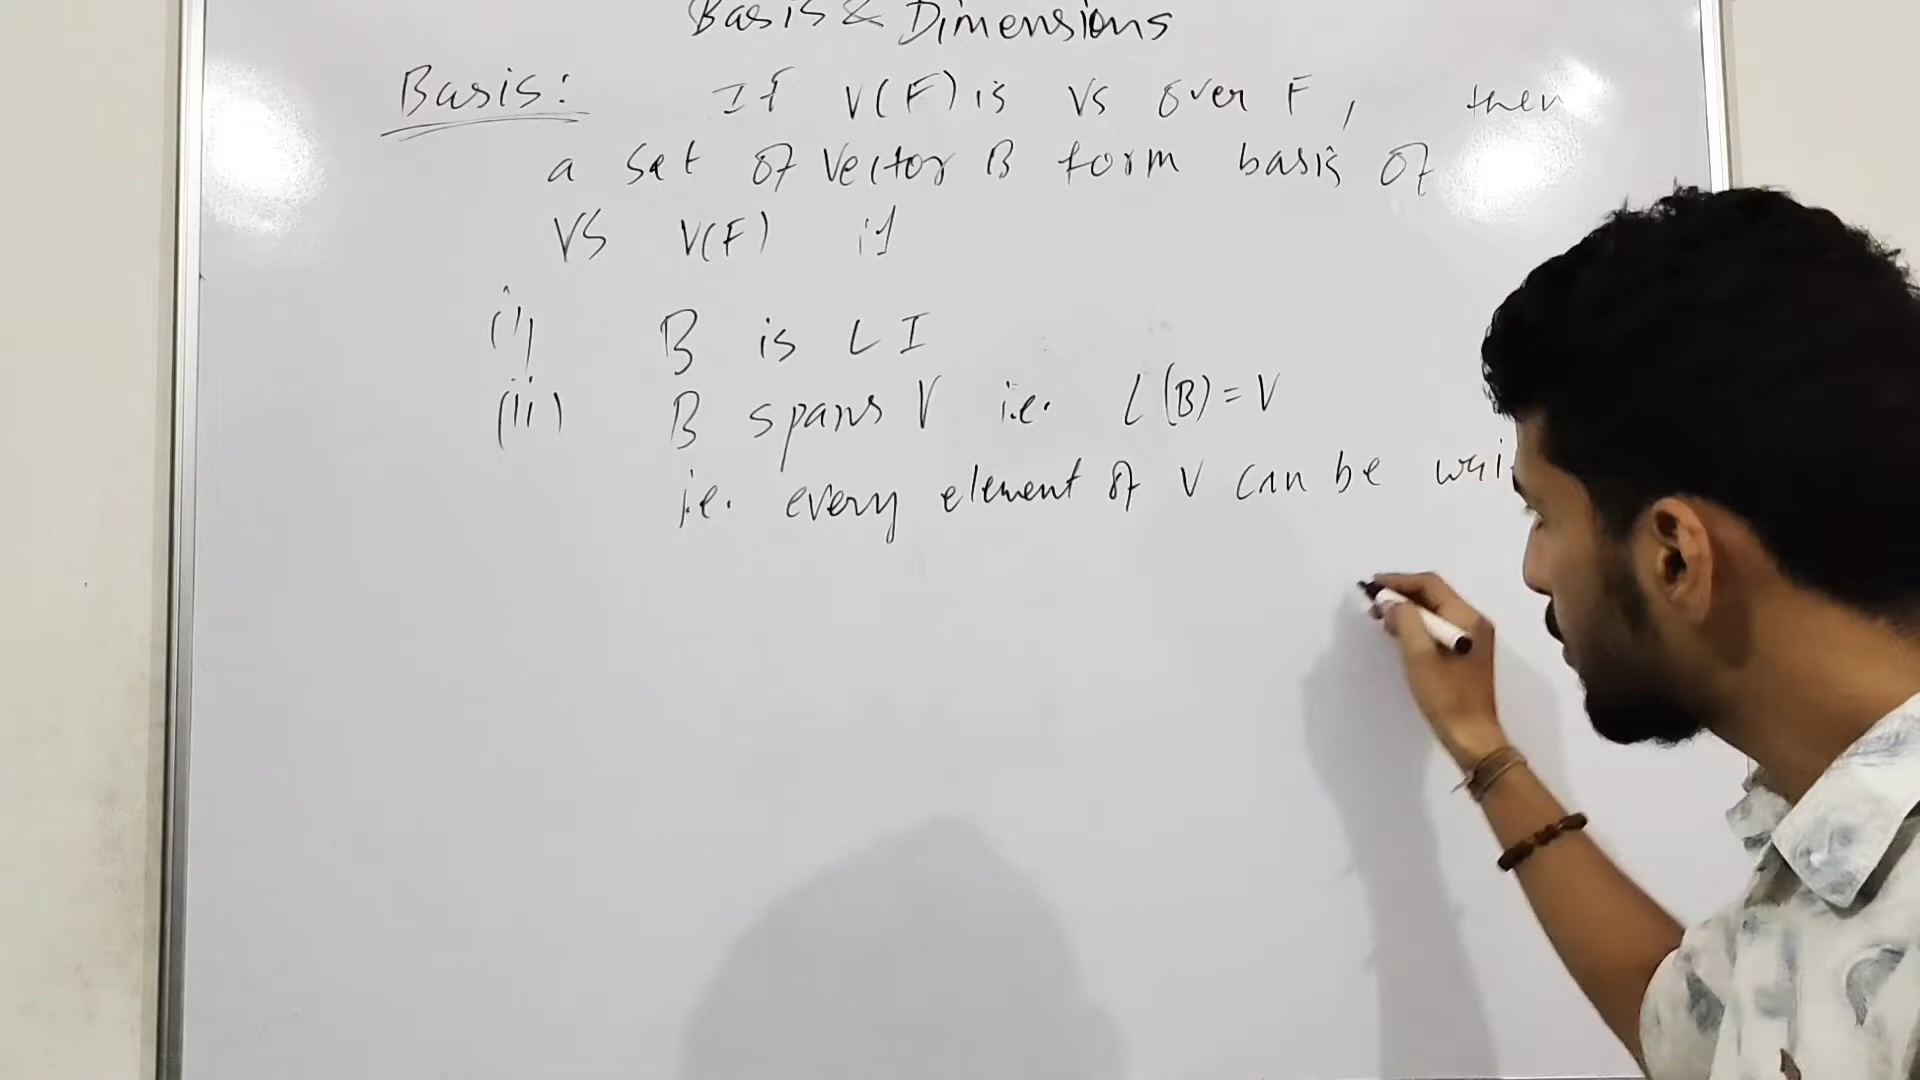 Basis & Dimensions
Basis: If V(F) is VS over F, then
a set of vector B form basis of
VS V(F) if
(i) B is LI
(ii) B spans V i.e. L(B) = V
i.e. every element of V can be